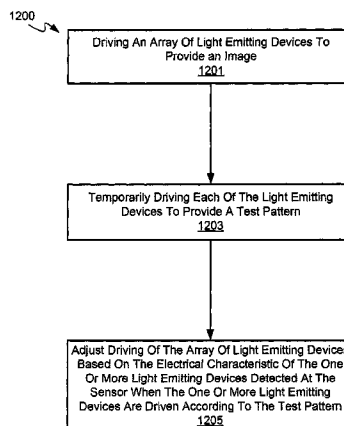 1200
Driving An Array Of Light Emitting Devices To
Provide an Image
1201
Temporarily Driving Each Of The Light Emitting
Devices To Provide A Test Pattern
1203
Adjust Driving Of The Array Of Light Emitting Devices
Based On The Electrical Characteristic Of The One
Or More Light Emitting Devices Detected At The
Sensor When The One Or More Light Emitting
Devices Are Driven According To The Test Pattern
1205